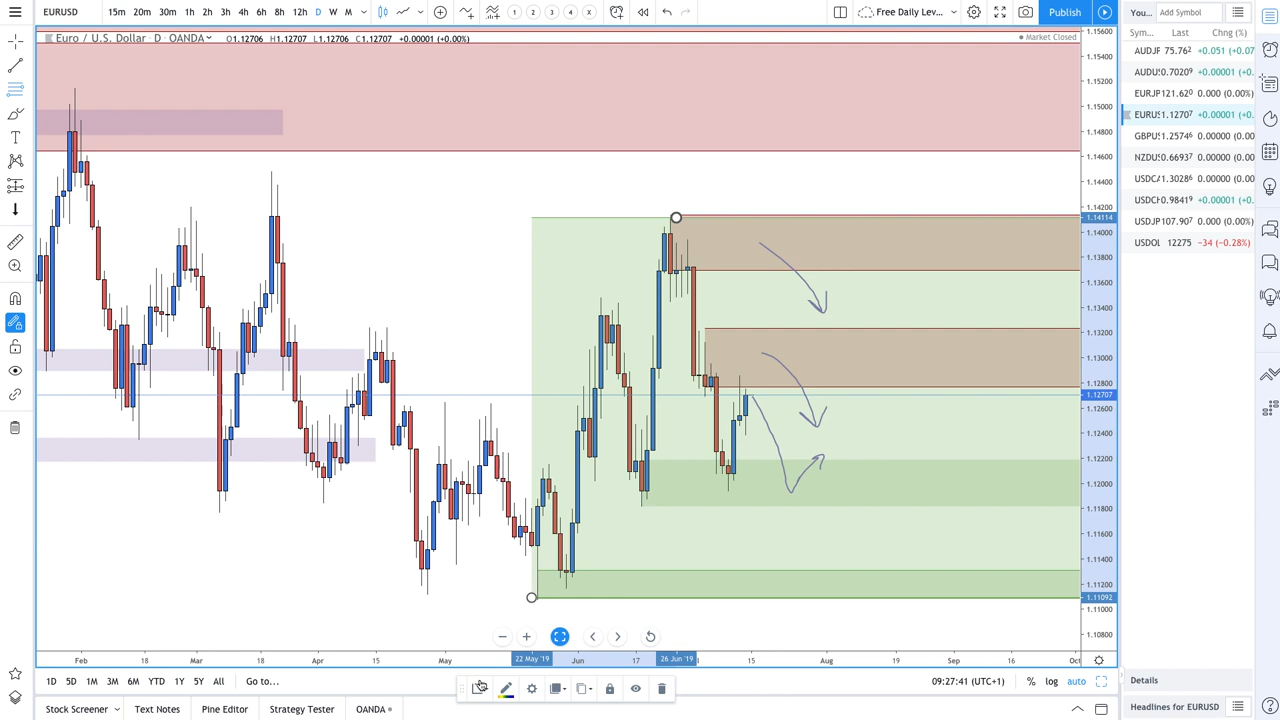 EURUSD 15m 20m 30m 1h 2h 3h 4h 6h 8h 12h D W M 1 2 3 4 X Free Daily Lev... Publish
You... Add Symbol
Euro / U.S. Dollar · D · OANDA O1.12706 H1.12707 L1.12706 C1.12707 +0.00001 (+0.00%) Market Closed
1.15600
1.15400
1.15200
1.15000
1.14800
1.14600
1.14400
1.14200
1.14114
1.14000
1.13800
1.13600
1.13400
1.13200
1.13000
1.12800
1.12707
1.12600
1.12400
1.12200
1.12000
1.11800
1.11600
1.11400
1.11200
1.11092
1.11000
1.10800
Sym... Last Chng (%)
AUDJF 75.762 +0.051 (+0.07
AUDU 0.70209 +0.00001 (+0.
EURJP 121.620 0.000 (0.00%)
EURUS 1.12707 +0.00001 (+0.
GBPU 1.25746 0.00000 (0.00
NZDUS 0.66937 0.00000 (0.00
USDCA 1.30286 0.00000 (0.00
USDCH 0.98419 +0.00001 (+0.
USDJP 107.907 0.000 (0.00%)
USDOL 12275 −34 (−0.28%)
Feb 18 Mar 18 Apr 15 May 22 May '19 Jun 17 26 Jun '19 15 Aug 19 Sep 16 Oct
1D 5D 1M 3M 6M YTD 1Y 5Y All Go to... 09:27:41 (UTC+1) % log auto
Details
Stock Screener Text Notes Pine Editor Strategy Tester OANDA
Headlines for EURUSD